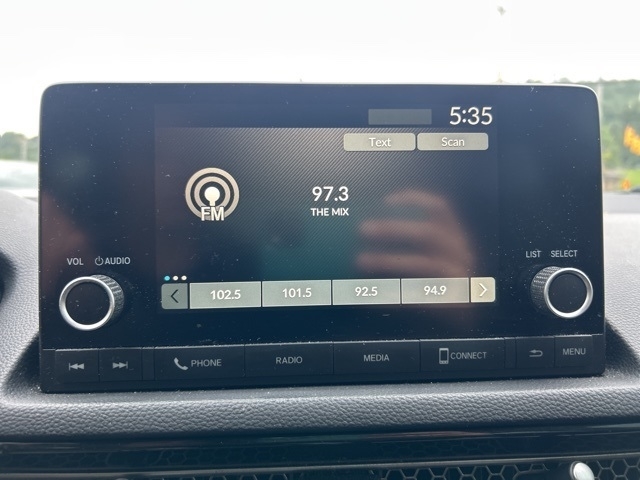 5:35
Text Scan
97.3
FM THE MIX
VOL AUDIO
LIST SELECT
102.5 101.5 92.5 94.9
PHONE RADIO MEDIA CONNECT MENU